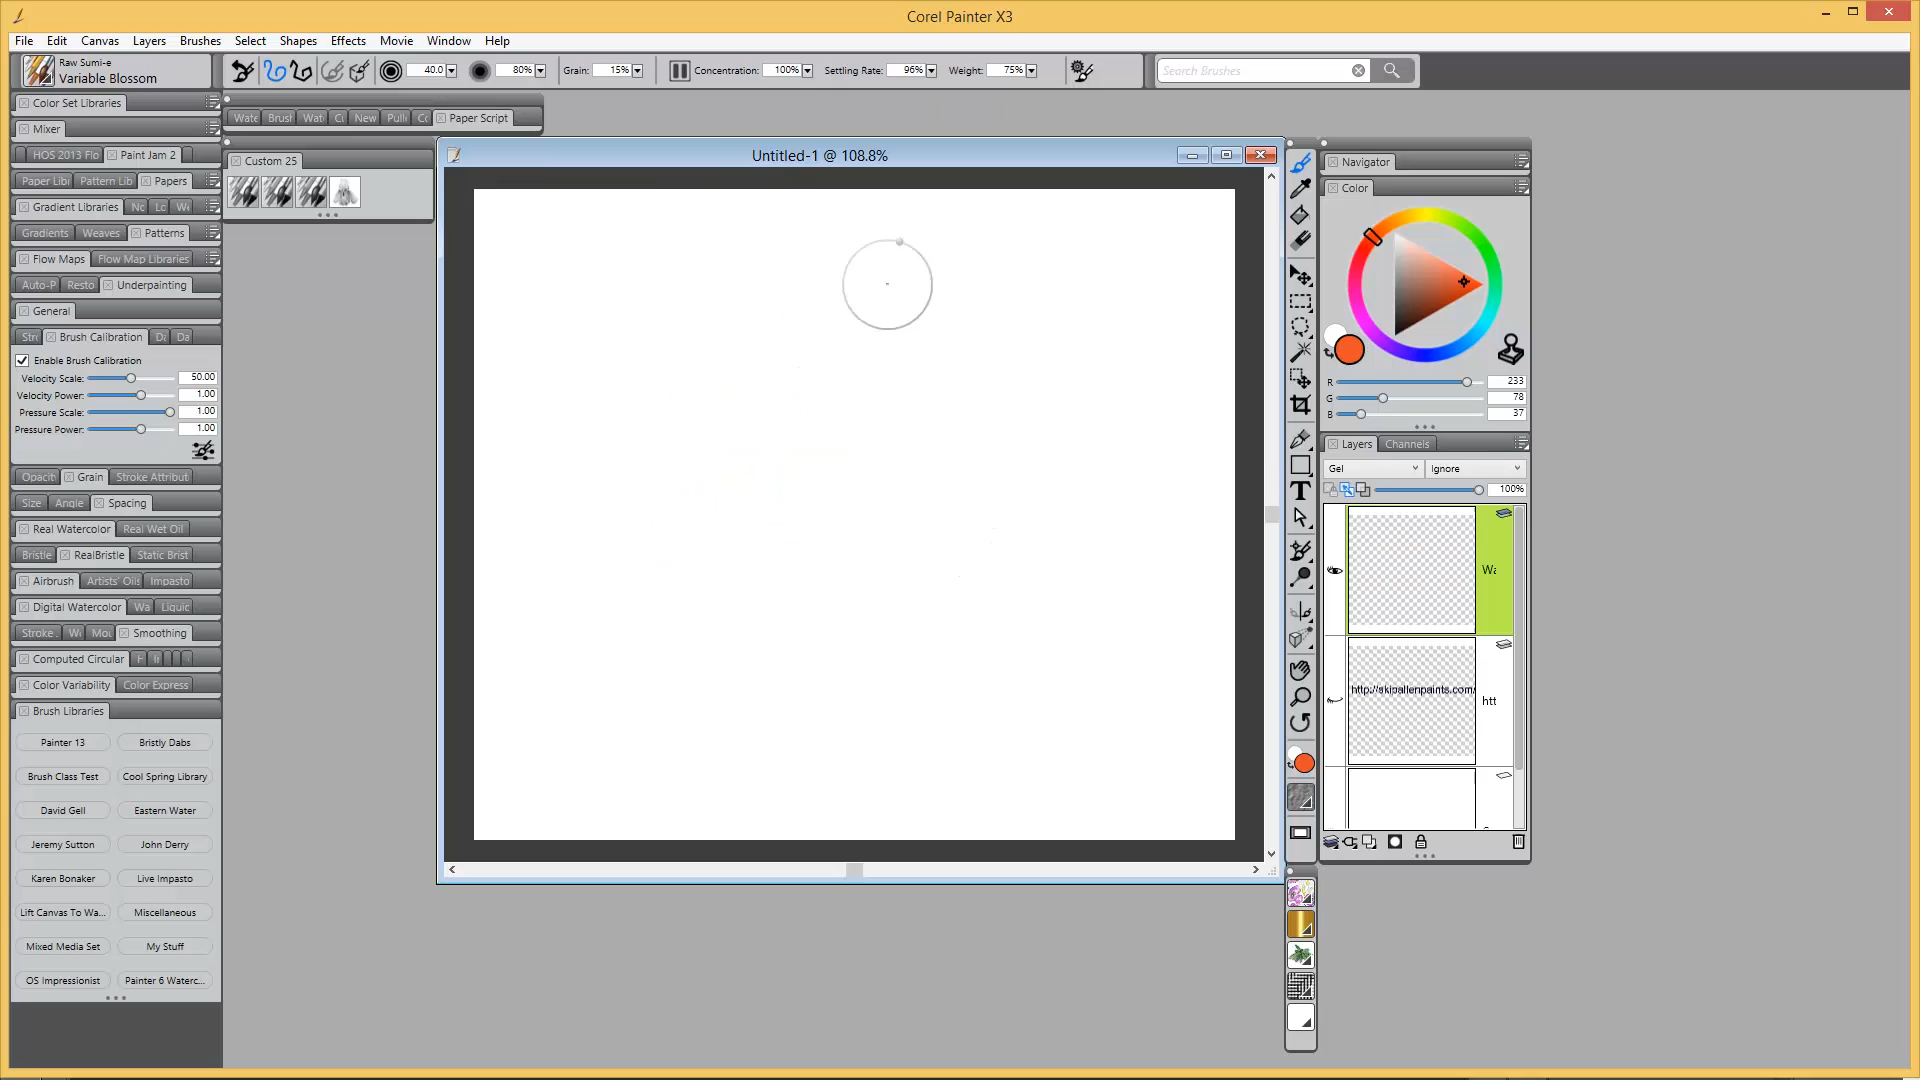 Corel Painter X3
File Edit Canvas Layers Brushes Select Shapes Effects Movie Window Help
Raw Sumi-e
Variable Blossom
40.0 80% Grain: 15% Concentration: 100% Settling Rate: 96% Weight: 75% Search Brushes
Color Set Libraries
Wate Brush Wat New Pull Paper Script
Mixer
HOS 2013 Flo Paint Jam 2
Custom 25
Untitled-1 @ 108.8%
Navigator
Paper Libr Pattern Lib Papers
Color
Gradient Libraries
Gradients Weaves Patterns
Flow Maps Flow Map Libraries
Auto-P Resto Underpainting
General
Brush Calibration
Enable Brush Calibration
Velocity Scale: 50.00
Velocity Power: 1.00
Pressure Scale: 1.00
Pressure Power: 1.00
R 233
G 78
B 37
Layers Channels
Gel Ignore
100%
Opacit Grain Stroke Attribut
Size Angle Spacing
Real Watercolor Real Wet Oil
Bristle RealBristle Static Brist
Wa
Airbrush Artists' Oils Impasto
Digital Watercolor Wa Liquic
Stroke Smoothing
Computed Circular
Color Variability Color Express
http://skipallenpaints.com/ htt
Brush Libraries
Painter 13 Bristly Dabs
Brush Class Test Cool Spring Library
David Gell Eastern Water
Jeremy Sutton John Derry
Karen Bonaker Live Impasto
Lift Canvas To Wa... Miscellaneous
Mixed Media Set My Stuff
OS Impressionist Painter 6 Waterc...